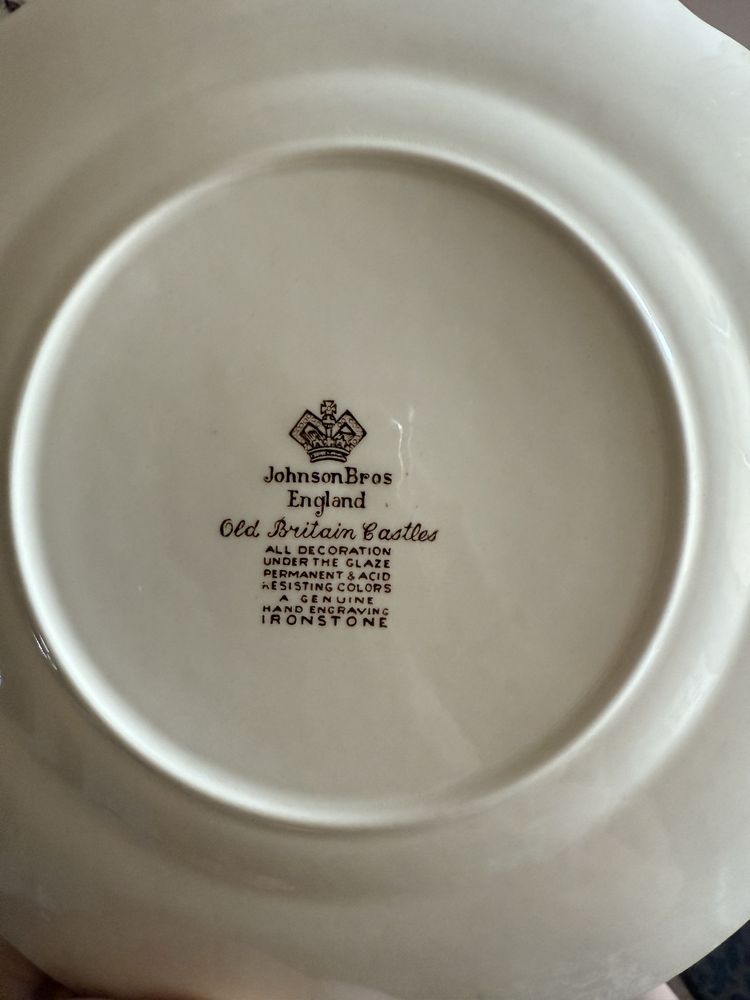 Johnson Bros
England
Old Britain Castles
ALL DECORATION
UNDER THE GLAZE
PERMANENT & ACID
RESISTING COLORS
A GENUINE
HAND ENGRAVING
IRONSTONE